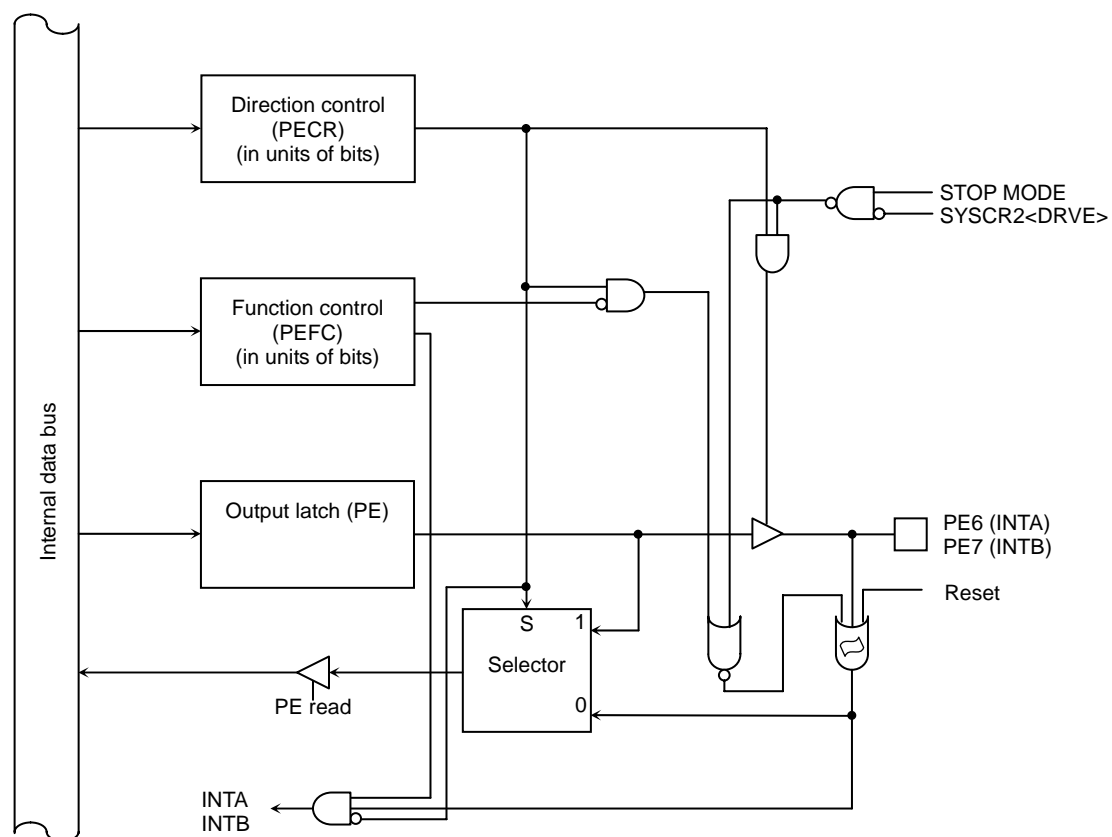 Direction control
(PECR)
(in units of bits)
STOP MODE
SYSCR2<DRVE>
Function control
(PEFC)
(in units of bits)
Internal data bus
Output latch (PE)
PE6 (INTA)
PE7 (INTB)
Reset
S
1
Selector
0
PE read
INTA
INTB